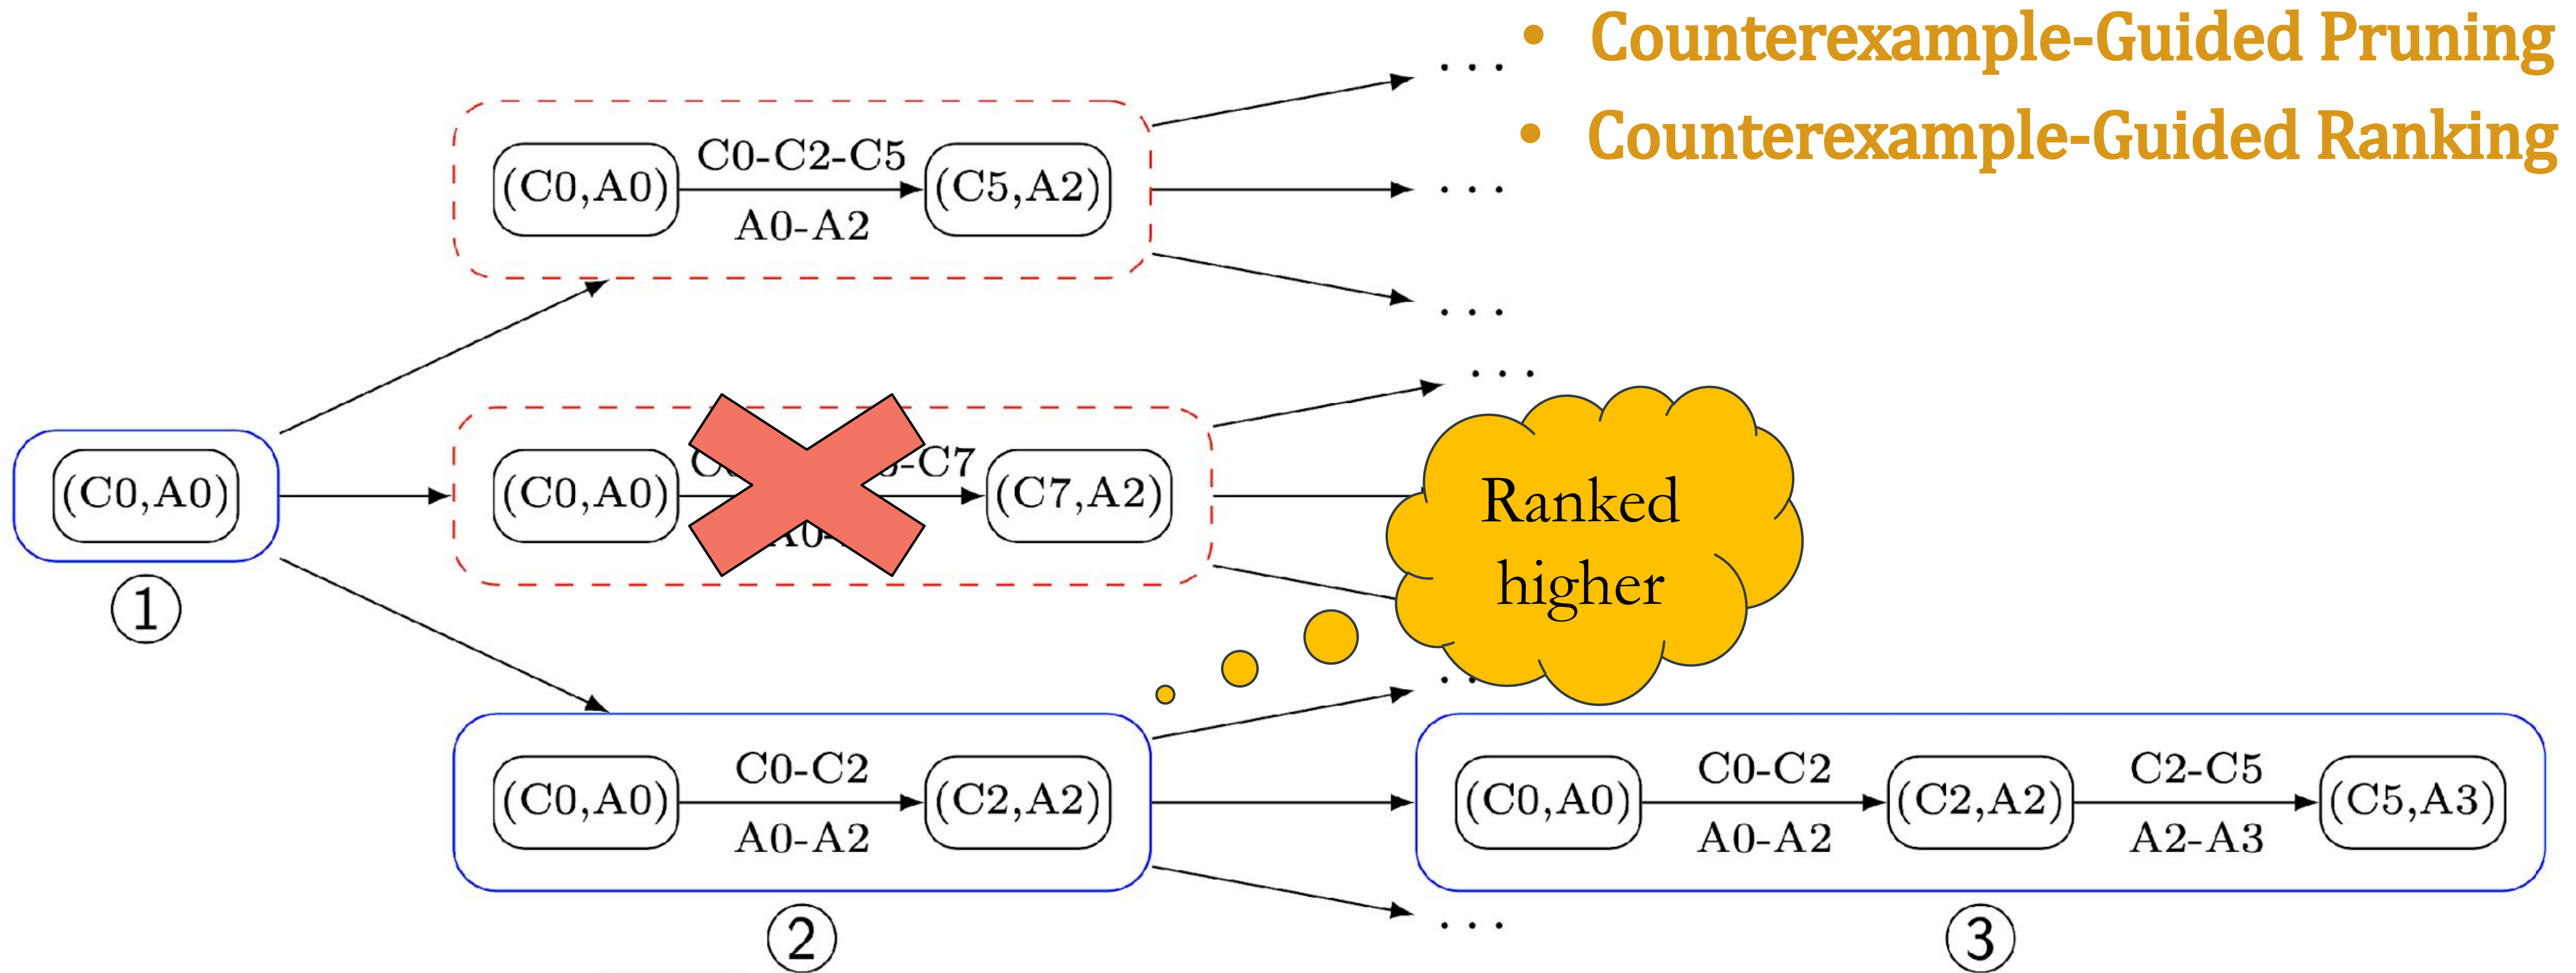 • Counterexample-Guided Pruning
• Counterexample-Guided Ranking
...
C0-C2-C5
(C0,A0) (C5,A2)
A0-A2
...
...
...
(C0,A0)
①
(C0,A0) -C7 (C7,A2)
Ranked
higher
C0-C2
(C0,A0) (C2,A2)
A0-A2
②
...
C0-C2 C2-C5
(C0,A0) (C2,A2) (C5,A3)
A0-A2 A2-A3
③